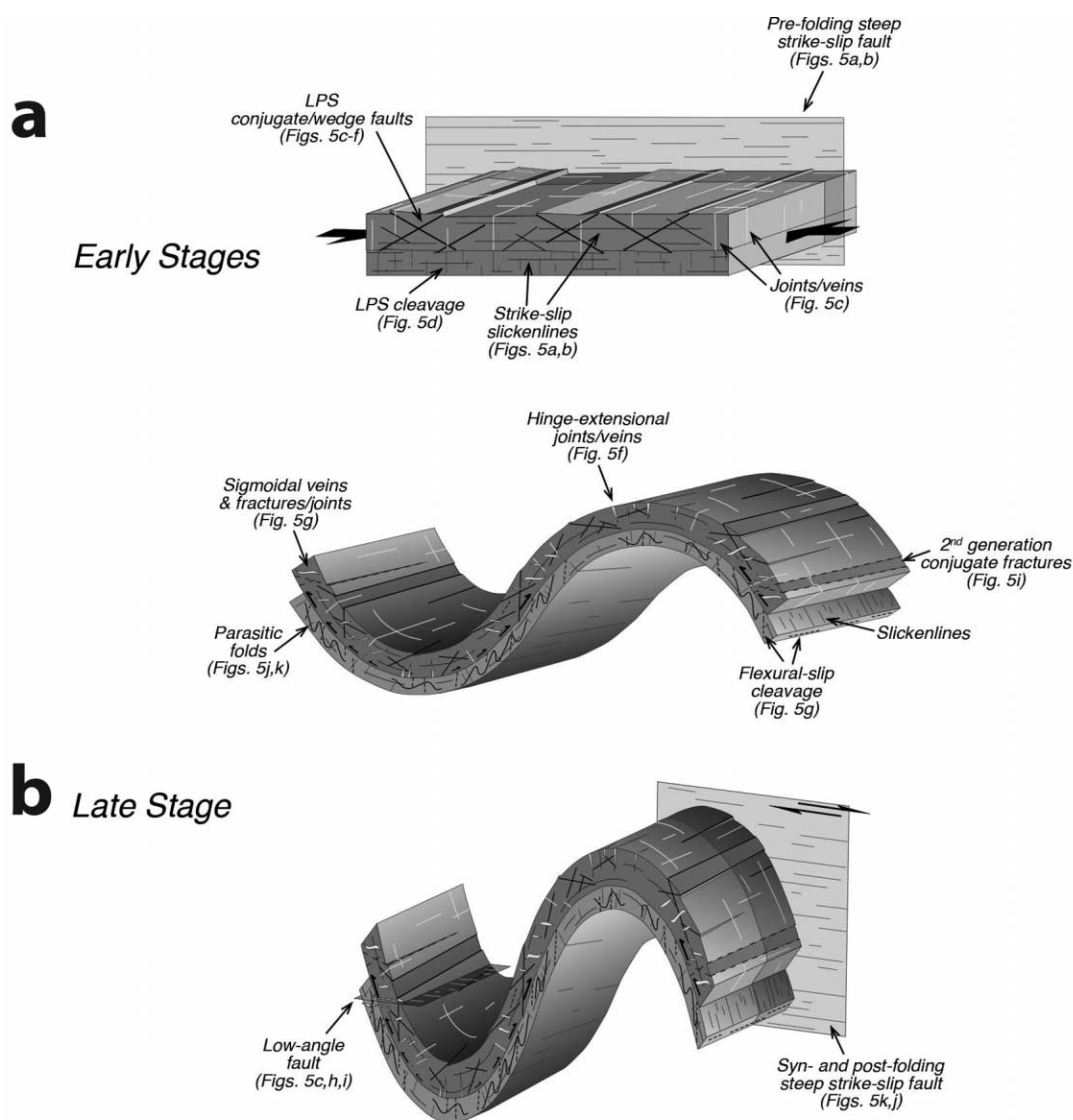 a
Early Stages
Pre-folding steep
strike-slip fault
(Figs. 5a,b)
LPS
conjugate/wedge faults
(Figs. 5c-f)
LPS cleavage
(Fig. 5d)
Strike-slip
slickenlines
(Figs. 5a,b)
Joints/veins
(Fig. 5c)
Hinge-extensional
joints/veins
(Fig. 5f)
Sigmoidal veins
& fractures/joints
(Fig. 5g)
2nd generation
conjugate fractures
(Fig. 5i)
Slickenlines
Parasitic
folds
(Figs. 5j,k)
Flexural-slip
cleavage
(Fig. 5g)
b
Late Stage
Low-angle
fault
(Figs. 5c,h,i)
Syn- and post-folding
steep strike-slip fault
(Figs. 5k,j)